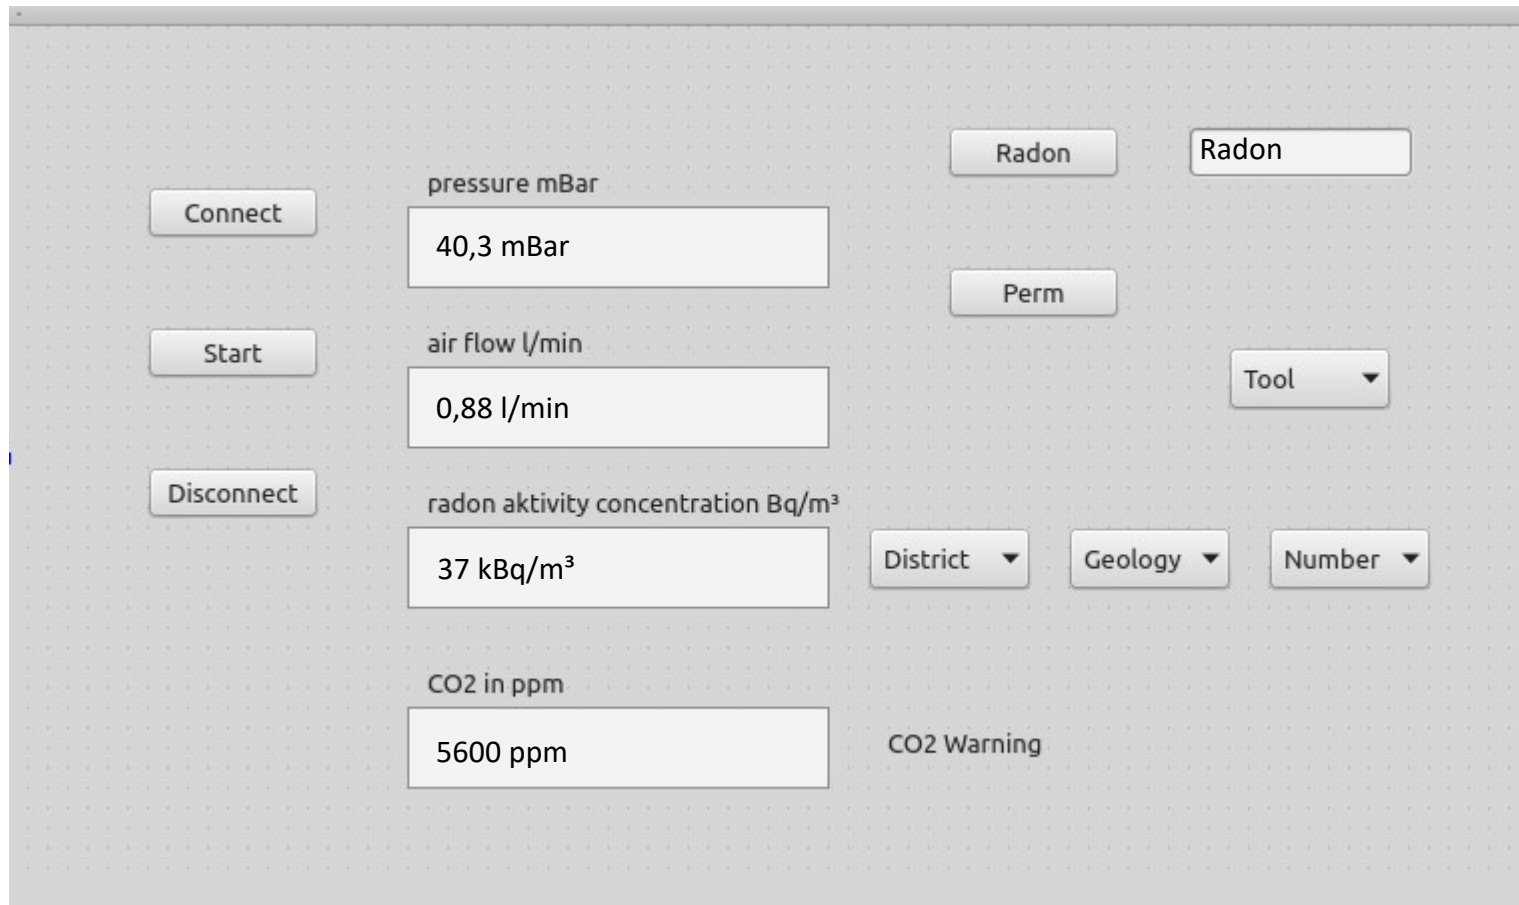 Connect
Start
Disconnect
pressure mBar
40,3 mBar
air flow l/min
0,88 l/min
radon aktivity concentration Bq/m³
37 kBq/m³
CO2 in ppm
5600 ppm
Radon
Radon
Perm
Tool
District
Geology
Number
CO2 Warning